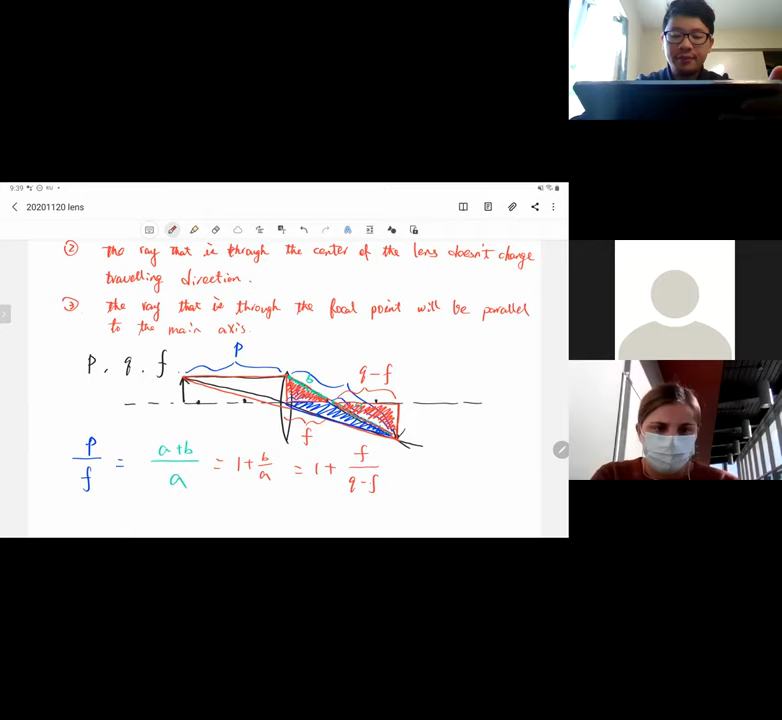 9:39 KU
20201120 lens
② The ray that is through the center of the lens doesn't change
travelling direction.
③ The ray that is through the focal point will be parallel
to the main axis.
P, q, f.
P
b
q-f
f
P/f = a+b/a = 1+b/a = 1+ f/q-f